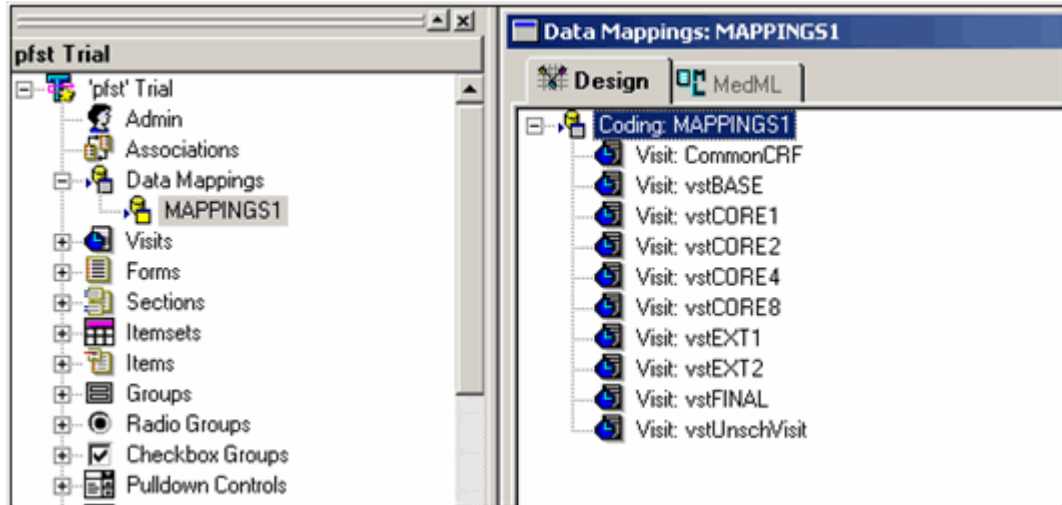 pfst Trial
'pfst' Trial
Admin
Associations
Data Mappings
MAPPINGS1
Visits
Forms
Sections
Itemsets
Items
Groups
Radio Groups
Checkbox Groups
Pulldown Controls
Data Mappings: MAPPINGS1
Design
MedML
Coding: MAPPINGS1
Visit: CommonCRF
Visit: vstBASE
Visit: vstCORE1
Visit: vstCORE2
Visit: vstCORE4
Visit: vstCORE8
Visit: vstEXT1
Visit: vstEXT2
Visit: vstFINAL
Visit: vstUnschVisit